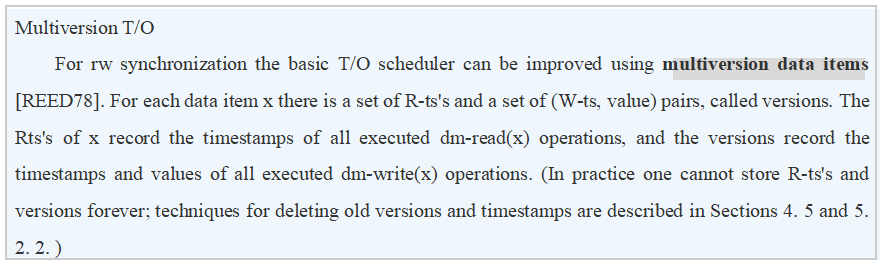 Multiversion T/O
For rw synchronization the basic T/O scheduler can be improved using multiversion data items
[REED78]. For each data item x there is a set of R-ts's and a set of (W-ts, value) pairs, called versions. The
Rts's of x record the timestamps of all executed dm-read(x) operations, and the versions record the
timestamps and values of all executed dm-write(x) operations. (In practice one cannot store R-ts's and
versions forever; techniques for deleting old versions and timestamps are described in Sections 4. 5 and 5.
2. 2. )